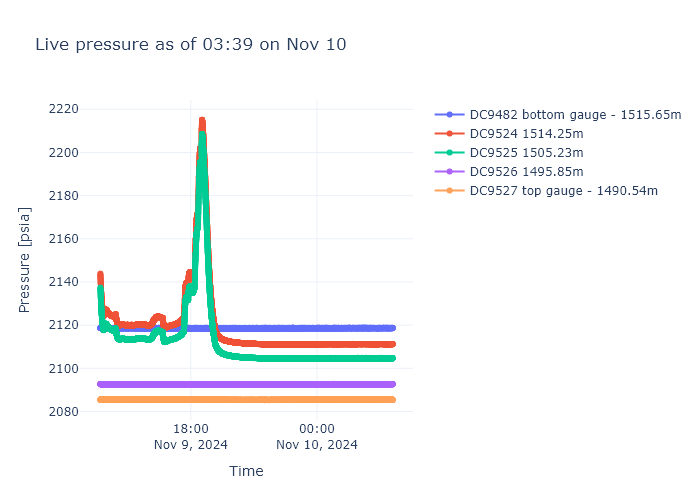 Live pressure as of 03:39 on Nov 10
2220
2200
2180
2160
2140
2120
2100
2080
Pressure [psia]
18:00
Nov 9, 2024
00:00
Nov 10, 2024
Time
DC9482 bottom gauge - 1515.65m
DC9524 1514.25m
DC9525 1505.23m
DC9526 1495.85m
DC9527 top gauge - 1490.54m